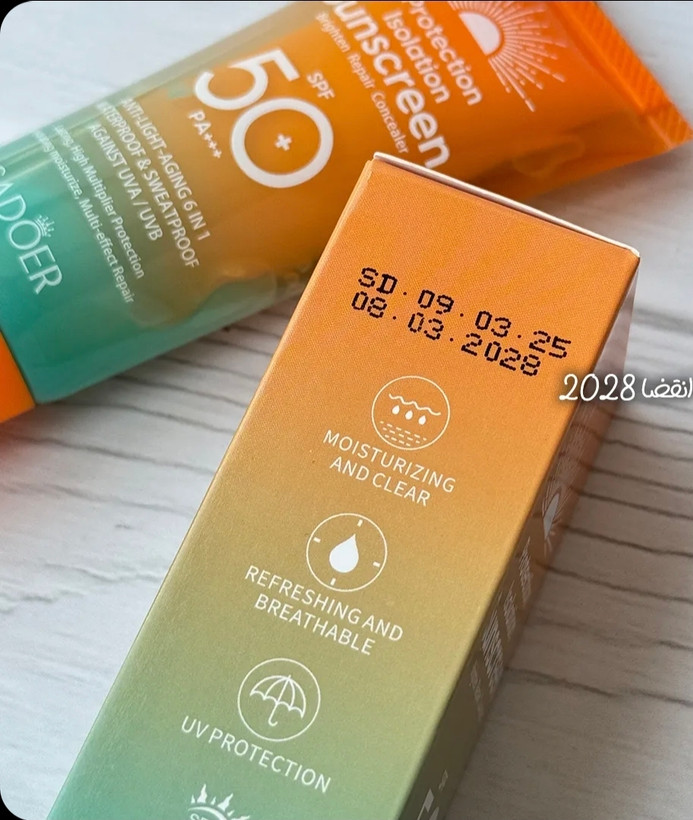 Protection
Isolation
Sunscreen
Brighten Repair Concealer
SPF
50+
PA+++
ANTI-LIGHT-AGING 6 IN 1
WATERPROOF & SWEATPROOF
AGAINST UVA / UVB
High Multiplier Protection
moisturize, Multi-effect Repair
SADOER
SD.09.03.25
08.03.2028
انقضا 2028
MOISTURIZING
AND CLEAR
REFRESHING AND
BREATHABLE
UV PROTECTION